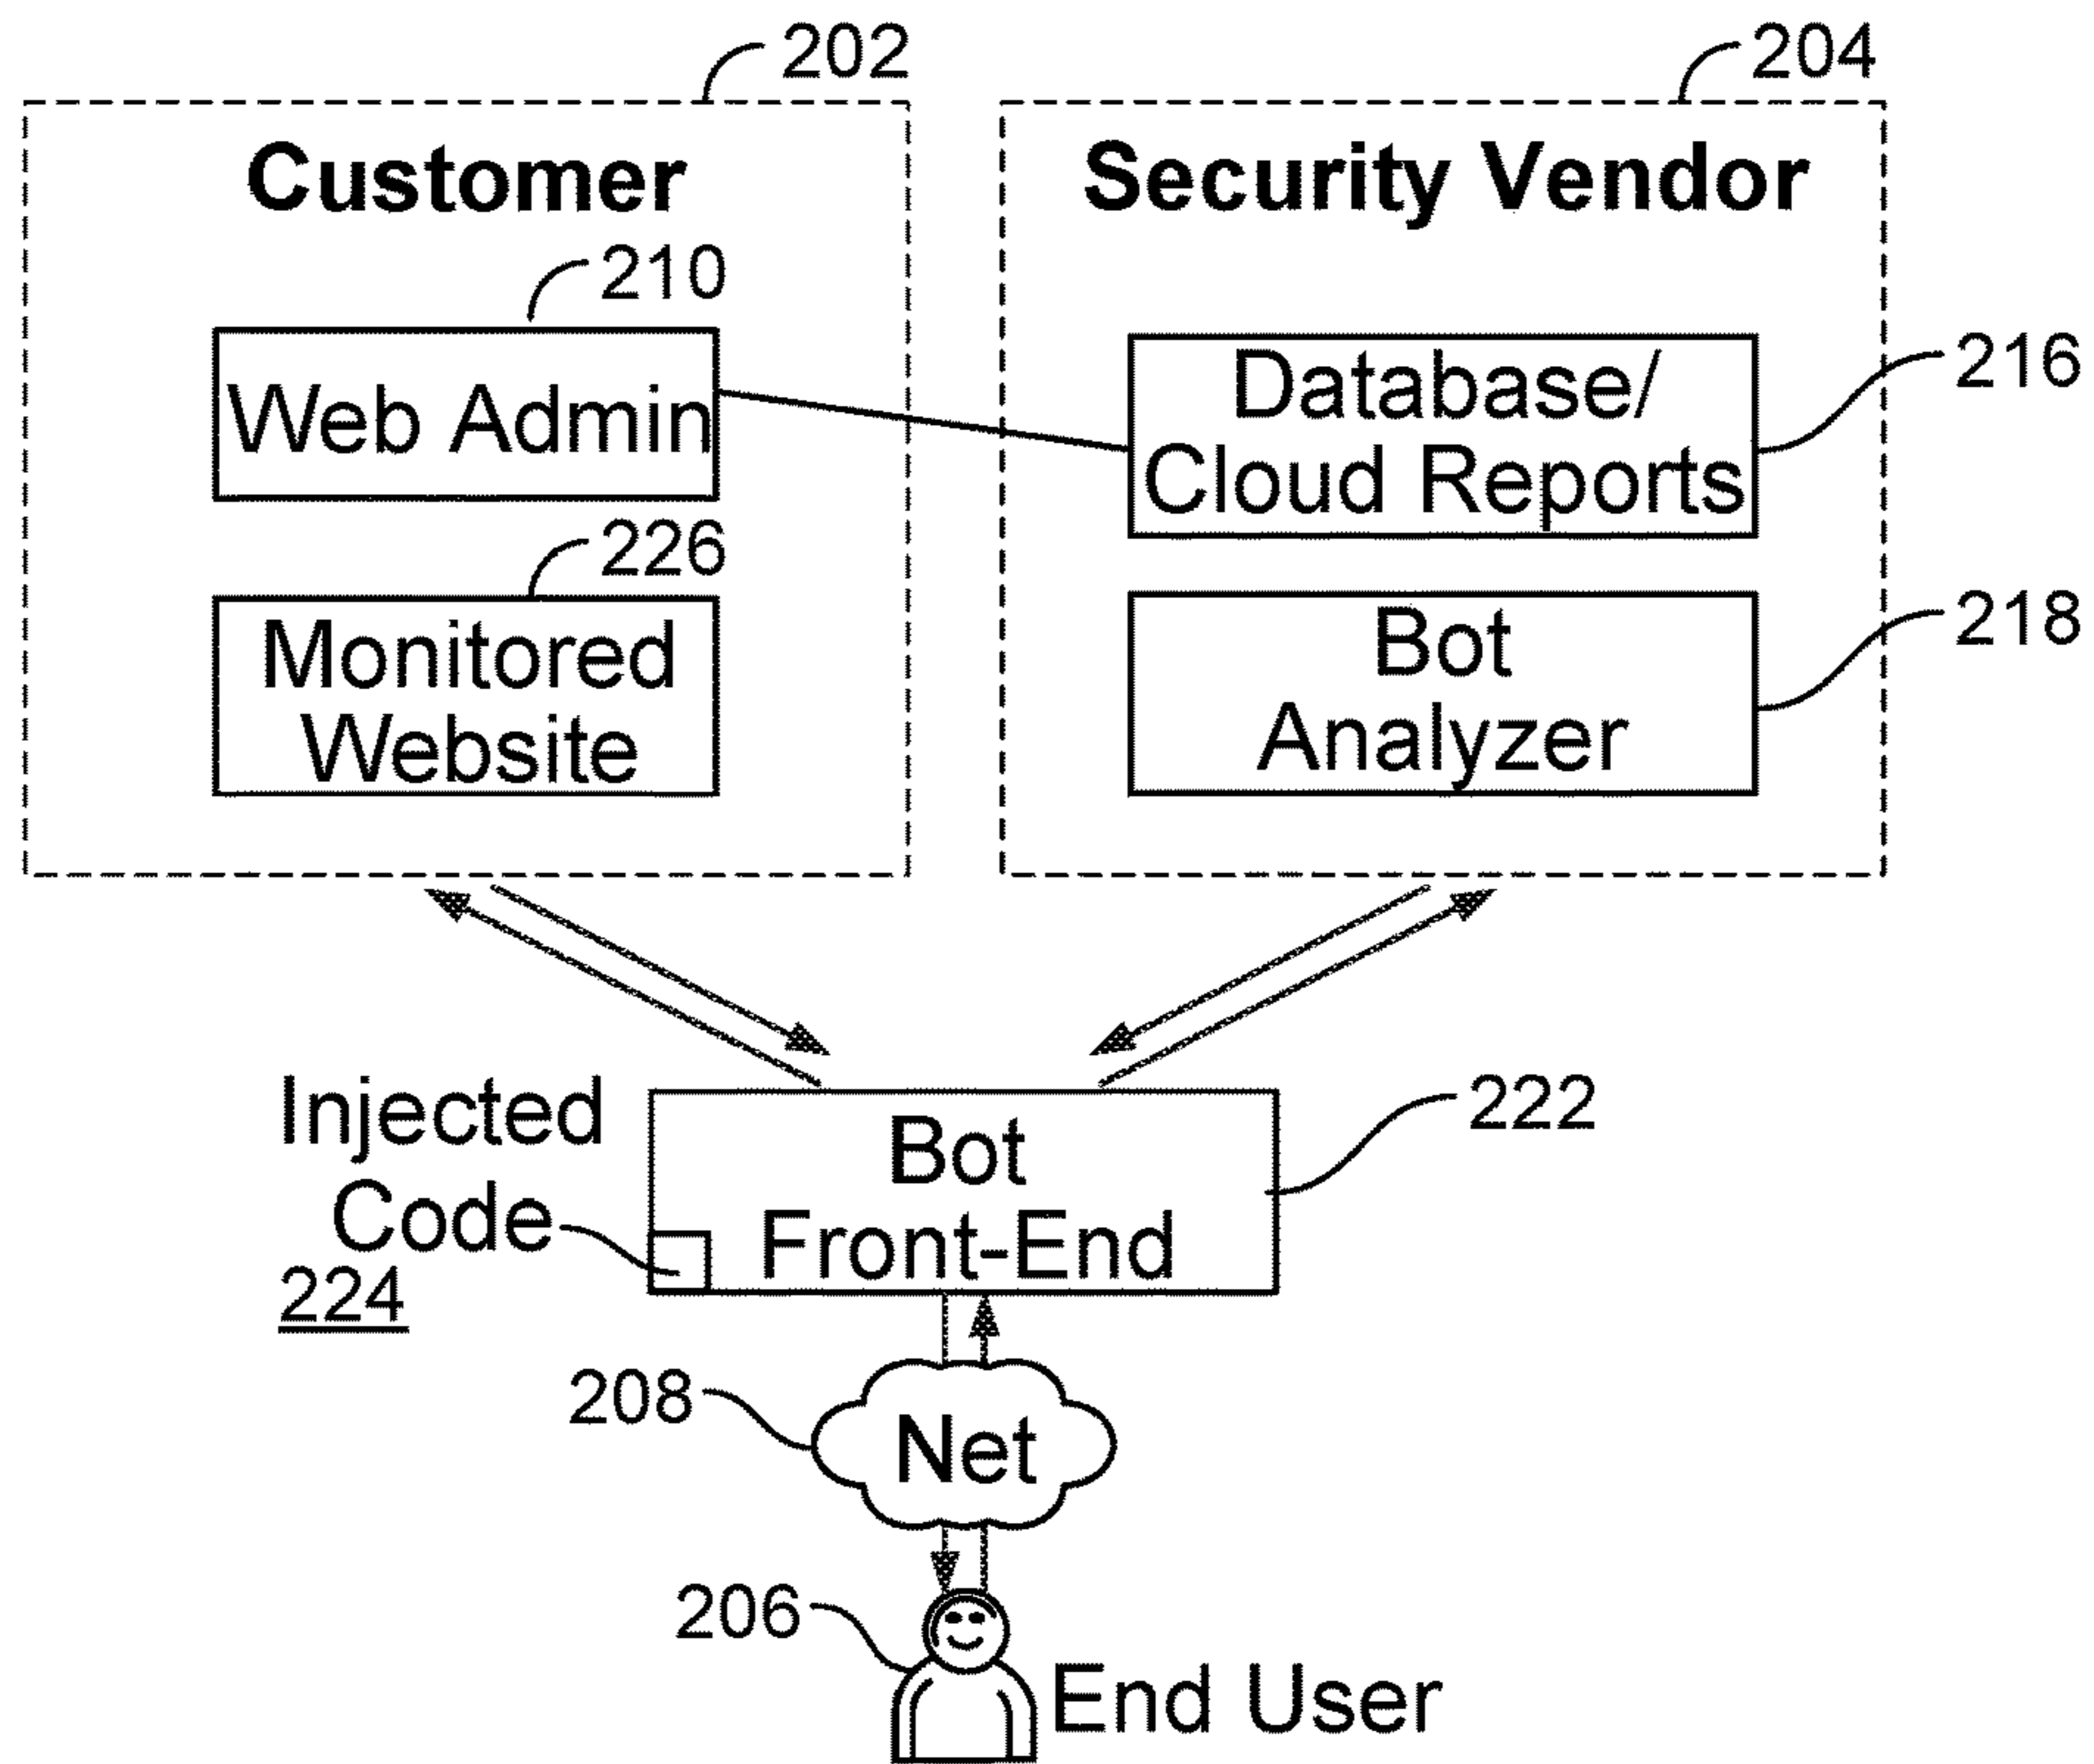 202
204
Customer
Security Vendor
210
Web Admin
Database/
Cloud Reports
216
226
Monitored
Website
Bot
Analyzer
218
Injected
Code
224
Bot
Front-End
222
208
Net
206
End User